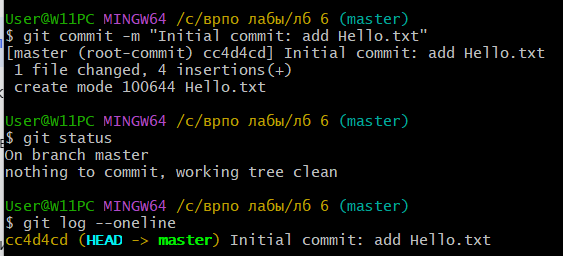 User@W11PC MINGW64 /c/врпо лабы/лб 6 (master)
$ git commit -m "Initial commit: add Hello.txt"
[master (root-commit) cc4d4cd] Initial commit: add Hello.txt
 1 file changed, 4 insertions(+)
 create mode 100644 Hello.txt
User@W11PC MINGW64 /c/врпо лабы/лб 6 (master)
$ git status
On branch master
nothing to commit, working tree clean
User@W11PC MINGW64 /c/врпо лабы/лб 6 (master)
$ git log --oneline
cc4d4cd (HEAD -> master) Initial commit: add Hello.txt